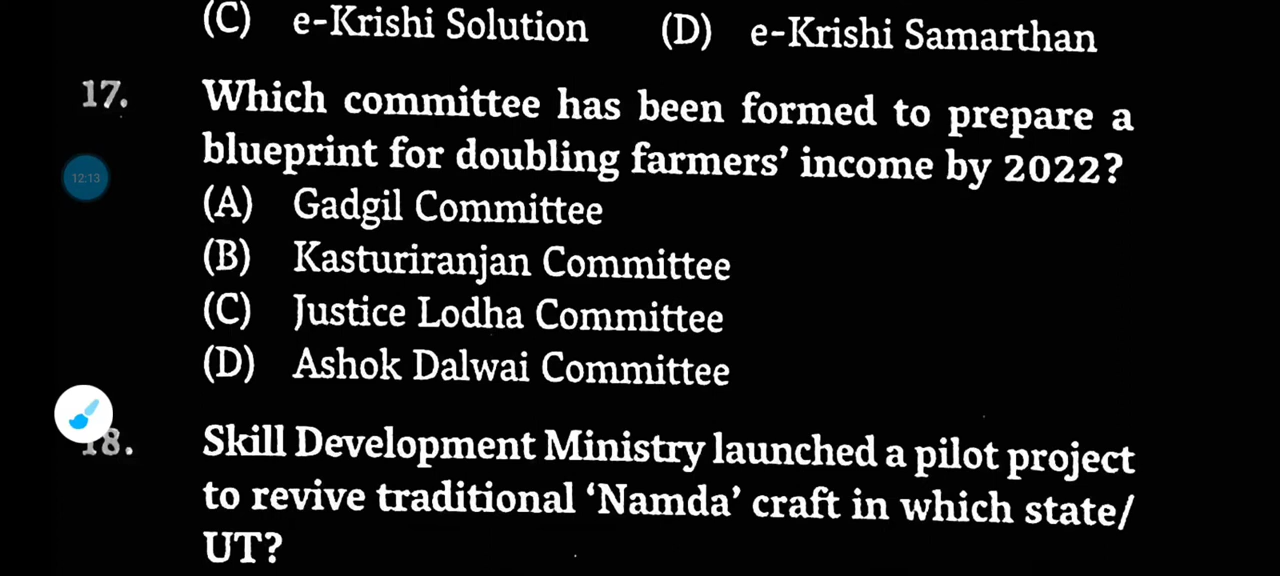 (C) e-Krishi Solution (D) e-Krishi Samarthan
17. Which committee has been formed to prepare a
blueprint for doubling farmers' income by 2022?
12:13
(A) Gadgil Committee
(B) Kasturiranjan Committee
(C) Justice Lodha Committee
(D) Ashok Dalwai Committee
18. Skill Development Ministry launched a pilot project
to revive traditional ‘Namda’ craft in which state/
UT?